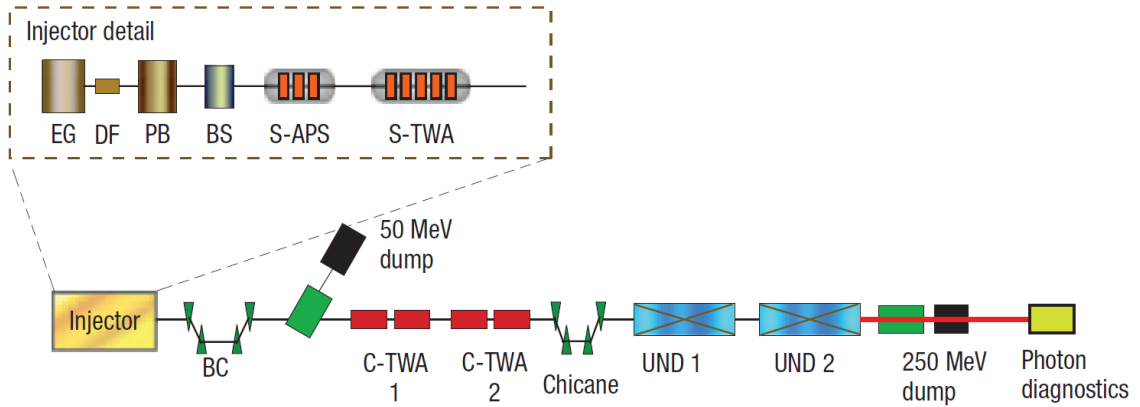 Injector detail
EG DF PB BS S-APS S-TWA
50 MeV
dump
Injector
BC
C-TWA
1
C-TWA
2
Chicane
UND 1
UND 2
250 MeV
dump
Photon
diagnostics